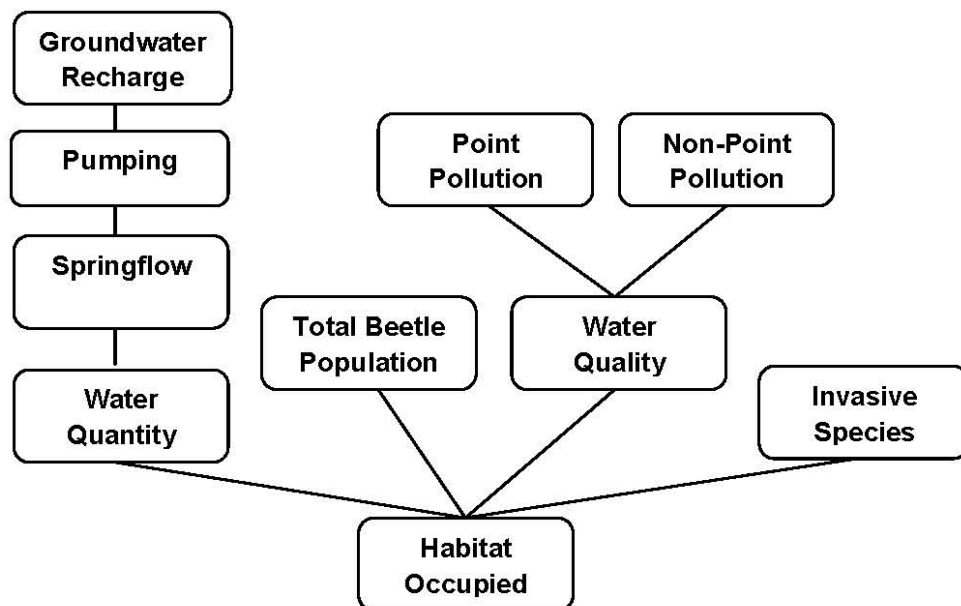 Groundwater
Recharge
Pumping
Springflow
Water
Quantity
Total Beetle
Population
Point
Pollution
Non-Point
Pollution
Water
Quality
Invasive
Species
Habitat
Occupied